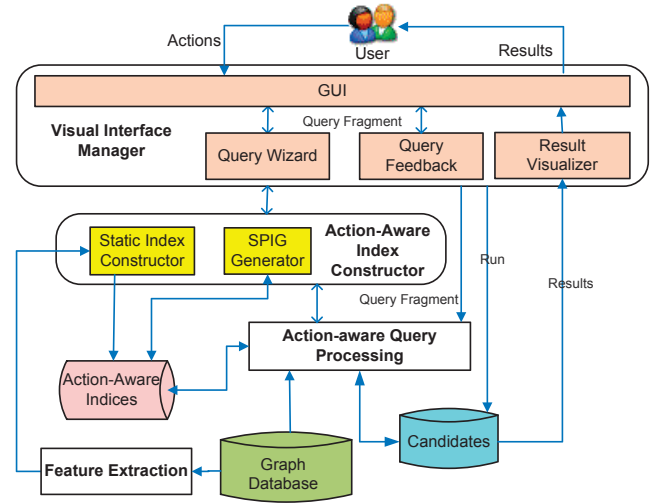 Actions
User
Results
GUI
Visual Interface
Manager
Query Fragment
Query Wizard
Query
Feedback
Result
Visualizer
Static Index
Constructor
SPIG
Generator
Action-Aware
Index
Constructor
Run
Results
Query Fragment
Action-aware Query
Processing
Action-Aware
Indices
Candidates
Feature Extraction
Graph
Database